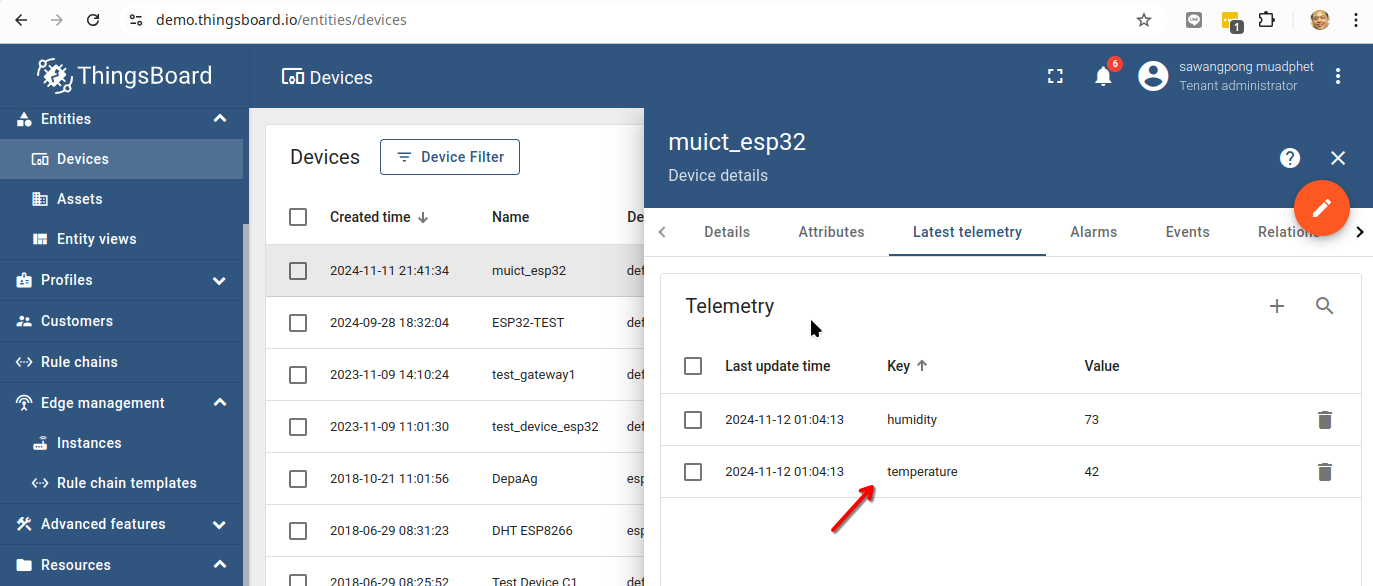 demo.thingsboard.io/entities/devices
1
ThingsBoard
Devices
6
sawangpong muadphet
Tenant administrator
Entities
Devices
Assets
Entity views
Profiles
Customers
Rule chains
Edge management
Instances
Rule chain templates
Advanced features
Resources
Devices
Device Filter
Created time Name De
2024-11-11 21:41:34 muict_esp32 def
2024-09-28 18:32:04 ESP32-TEST def
2023-11-09 14:10:24 test_gateway1 def
2023-11-09 11:01:30 test_device_esp32 def
2018-10-21 11:01:56 DepaAg esp
2018-06-29 08:31:23 DHT ESP8266 esp
2018-06-29 08:25:52 Test Device C1 def
muict_esp32
Device details
?
Details Attributes Latest telemetry Alarms Events Relations
Telemetry
Last update time Key Value
2024-11-12 01:04:13 humidity 73
2024-11-12 01:04:13 temperature 42